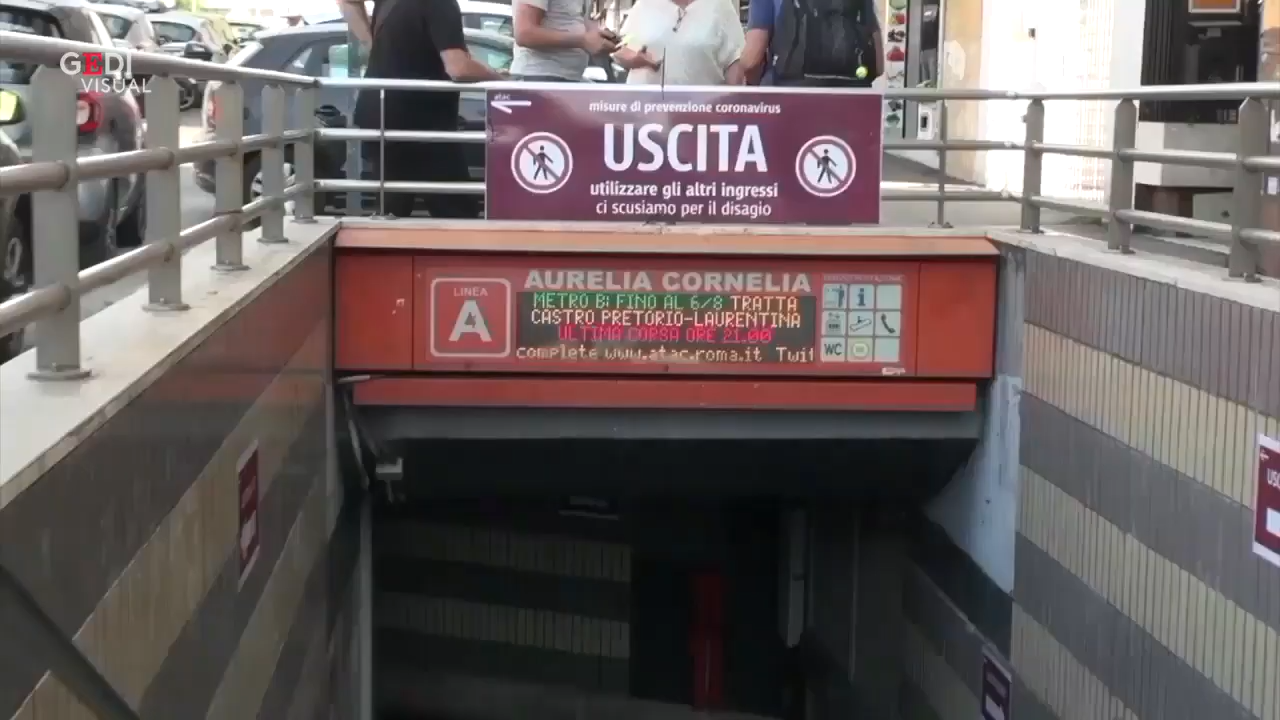 GEDI
VISUAL
atac
misure di prevenzione coronavirus
USCITA
utilizzare gli altri ingressi
ci scusiamo per il disagio
AURELIA CORNELIA
LINEA
A
METRO B: FINO AL 6/8 TRATTA
CASTRO PRETORIO-LAURENTINA
ULTIMA CORSA ORE 21.00
complete www.atac.roma.it Twit
i
WC